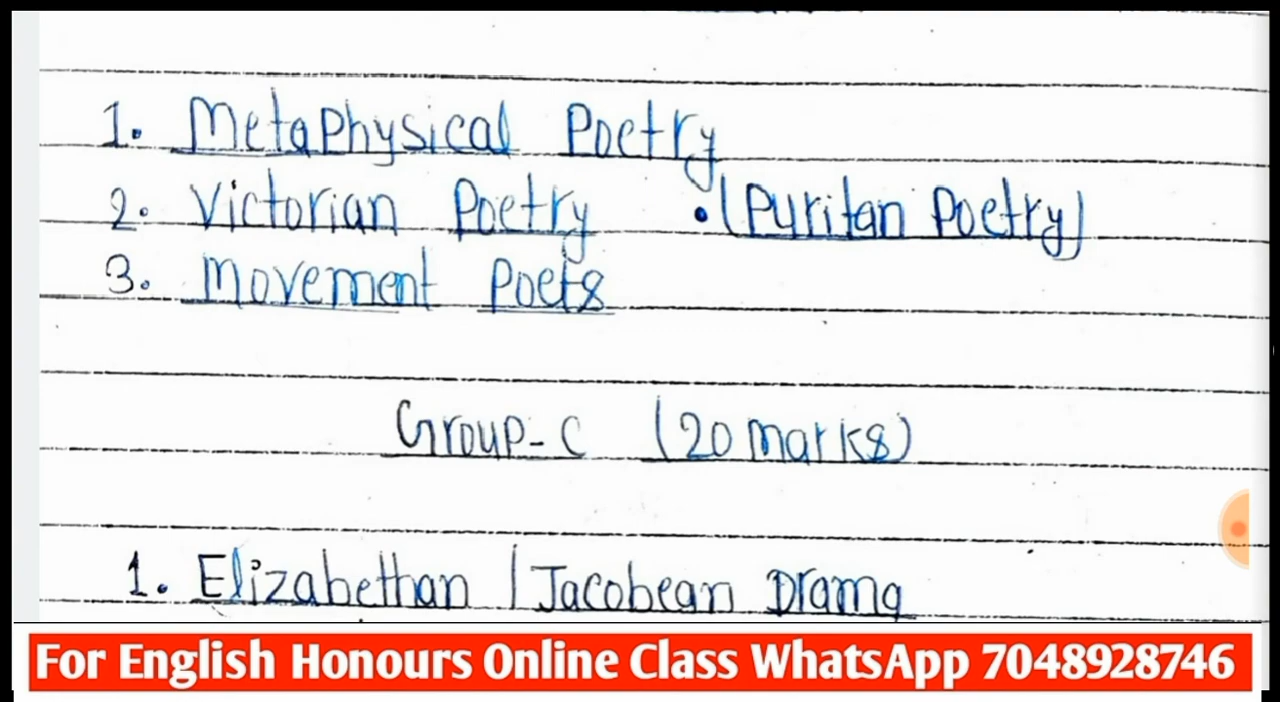 1. Metaphysical Poetry
2. Victorian Poetry • (Puritan Poetry)
3. Movement Poets
Group-C (20 marks)
1. Elizabethan / Jacobean Drama
For English Honours Online Class WhatsApp 7048928746